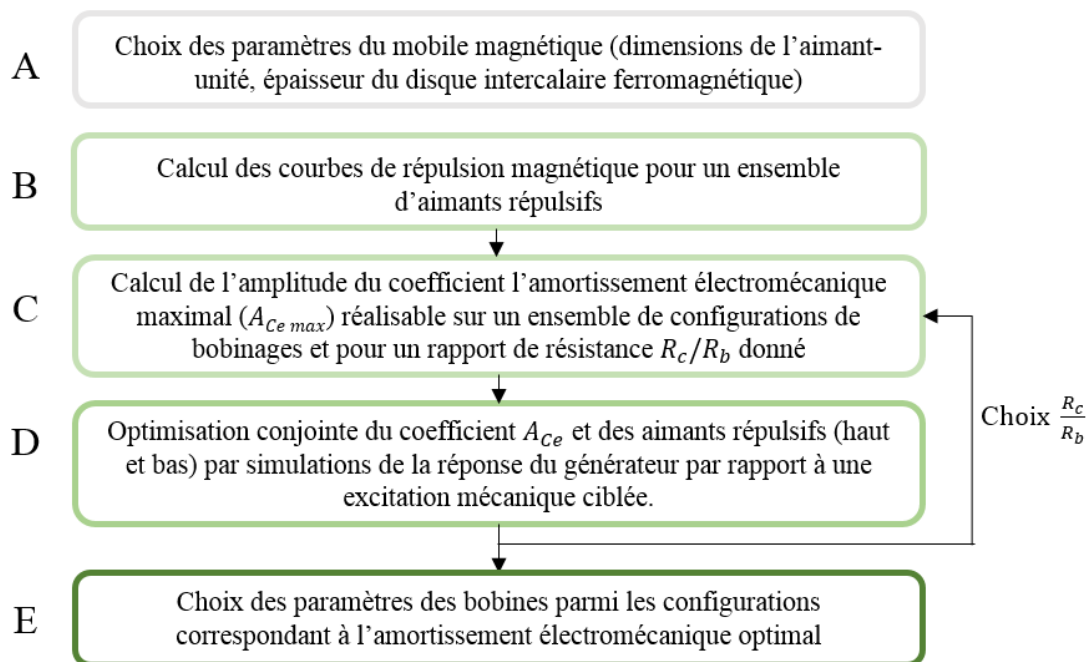 A
Choix des paramètres du mobile magnétique (dimensions de l'aimant-
unité, épaisseur du disque intercalaire ferromagnétique)
B
Calcul des courbes de répulsion magnétique pour un ensemble
d'aimants répulsifs
C
Calcul de l'amplitude du coefficient l'amortissement électromécanique
maximal (A_{Ce max}) réalisable sur un ensemble de configurations de
bobinages et pour un rapport de résistance R_c/R_b donné
Choix R_c/R_b
D
Optimisation conjointe du coefficient A_{Ce} et des aimants répulsifs (haut
et bas) par simulations de la réponse du générateur par rapport à une
excitation mécanique ciblée.
E
Choix des paramètres des bobines parmi les configurations
correspondant à l'amortissement électromécanique optimal